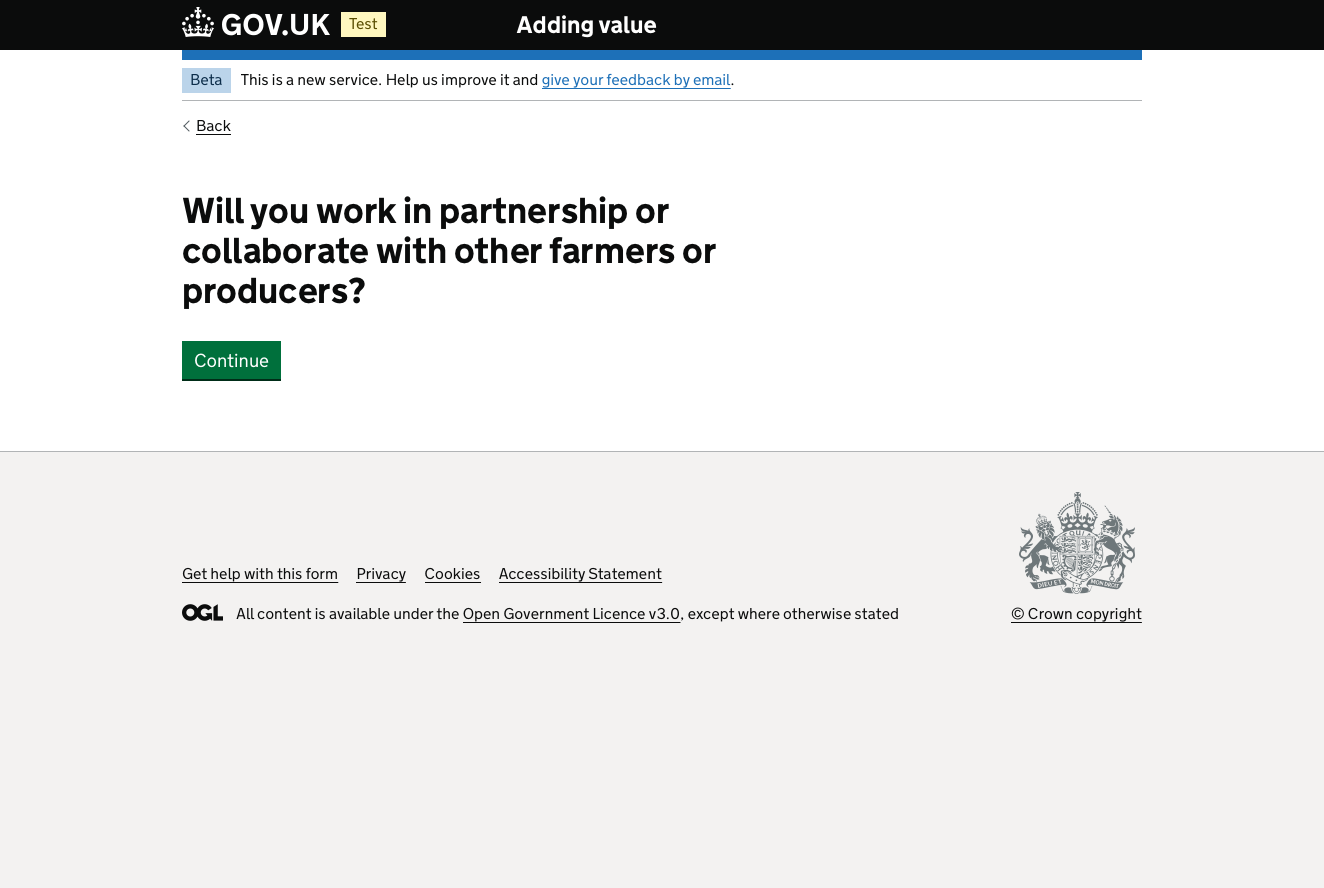 GOV.UK Test Adding value
Beta This is a new service. Help us improve it and give your feedback by email.
Back
Will you work in partnership or
collaborate with other farmers or
producers?
Continue
Get help with this form Privacy Cookies Accessibility Statement
OGL All content is available under the Open Government Licence v3.0, except where otherwise stated
© Crown copyright